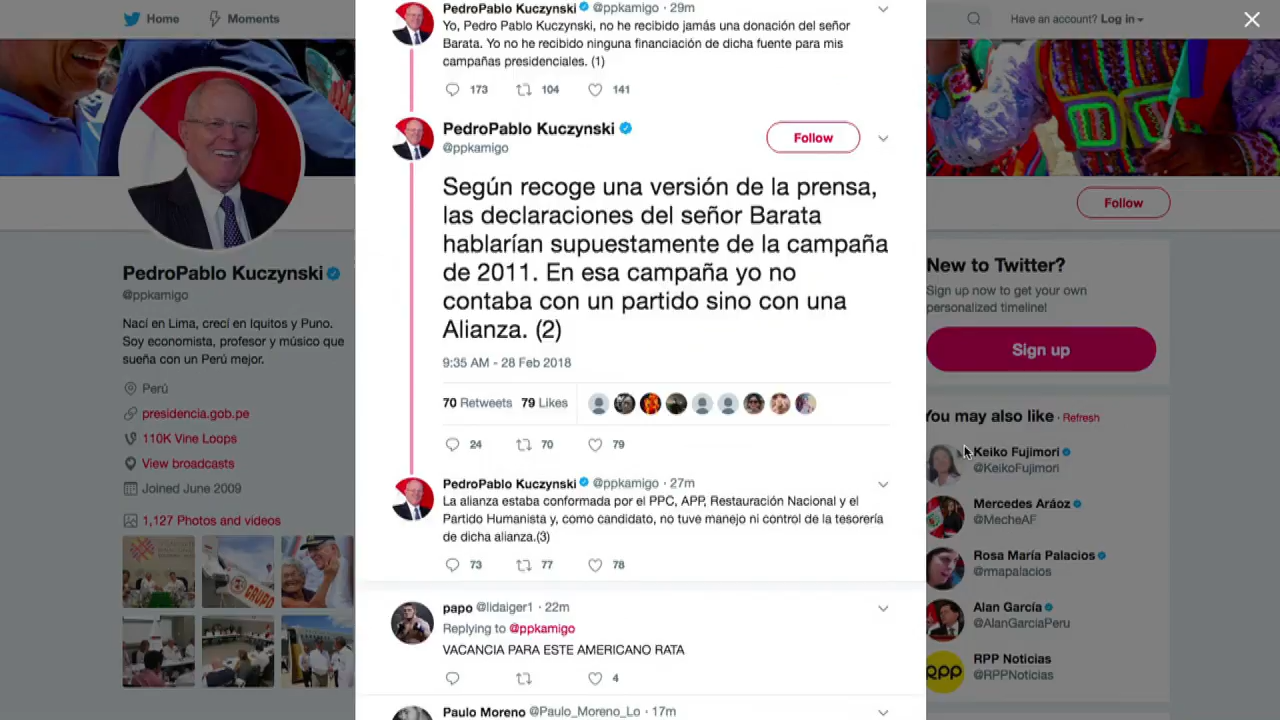 Home
Moments
Have an account? Log in
PedroPablo Kuczynski @ppkamigo · 29m
Yo, Pedro Pablo Kuczynski, no he recibido jamás una donación del señor
Barata. Yo no he recibido ninguna financiación de dicha fuente para mis
campañas presidenciales. (1)
173 104 141
PedroPablo Kuczynski
@ppkamigo
Follow
Según recoge una versión de la prensa,
las declaraciones del señor Barata
hablarían supuestamente de la campaña
de 2011. En esa campaña yo no
contaba con un partido sino con una
Alianza. (2)
9:35 AM - 28 Feb 2018
70 Retweets 79 Likes
24 70 79
PedroPablo Kuczynski @ppkamigo · 27m
La alianza estaba conformada por el PPC, APP, Restauración Nacional y el
Partido Humanista y, como candidato, no tuve manejo ni control de la tesorería
de dicha alianza.(3)
73 77 78
papo @lidaiger1 · 22m
Replying to @ppkamigo
VACANCIA PARA ESTE AMERICANO RATA
4
Paulo Moreno @Paulo_Moreno_Lo · 17m
PedroPablo Kuczynski
@ppkamigo
Nací en Lima, crecí en Iquitos y Puno.
Soy economista, profesor y músico que
sueña con un Perú mejor.
Perú
presidencia.gob.pe
110K Vine Loops
View broadcasts
Joined June 2009
1,127 Photos and videos
GRUPO
Follow
New to Twitter?
Sign up now to get your own
personalized timeline!
Sign up
You may also like · Refresh
Keiko Fujimori
@KeikoFujimori
Mercedes Aráoz
@MecheAF
Rosa María Palacios
@rmapalacios
Alan García
@AlanGarciaPeru
RPP Noticias
@RPPNoticias
rpp